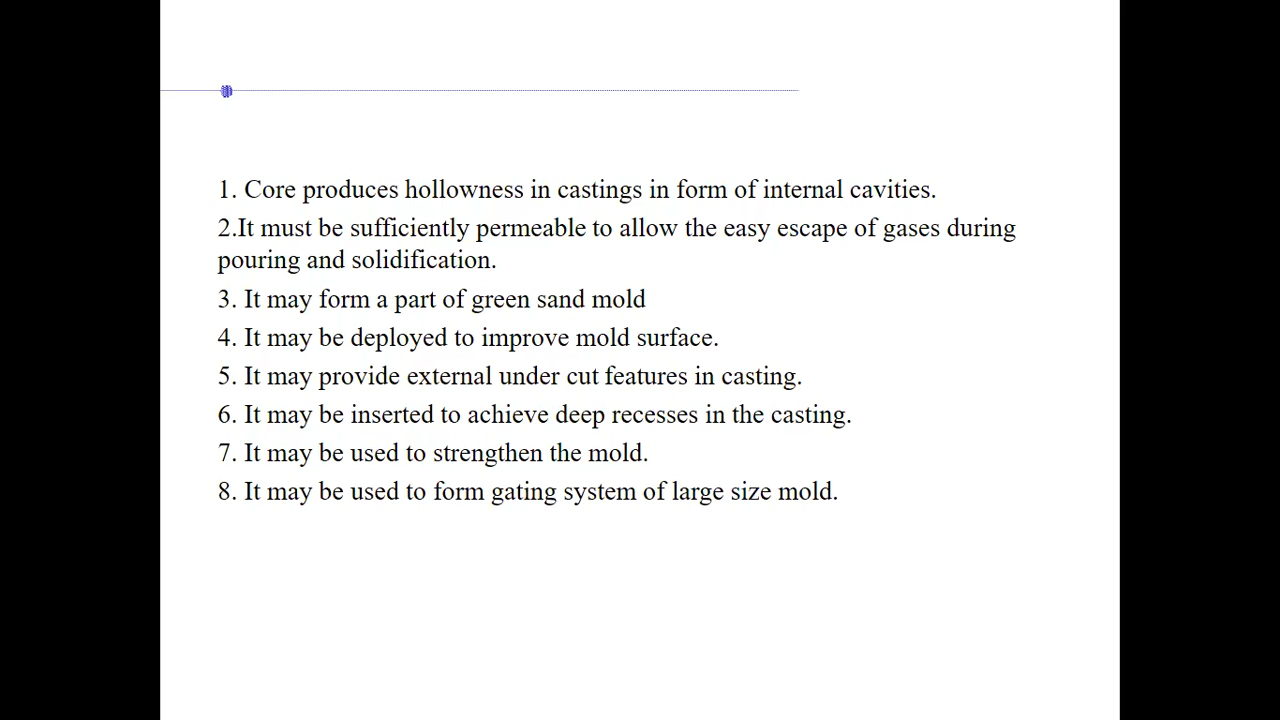 1. Core produces hollowness in castings in form of internal cavities.
2.It must be sufficiently permeable to allow the easy escape of gases during
pouring and solidification.
3. It may form a part of green sand mold
4. It may be deployed to improve mold surface.
5. It may provide external under cut features in casting.
6. It may be inserted to achieve deep recesses in the casting.
7. It may be used to strengthen the mold.
8. It may be used to form gating system of large size mold.